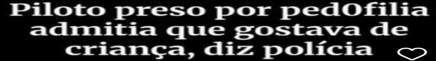 Piloto preso por ped0filia
admitia que gostava de
criança, diz polícia